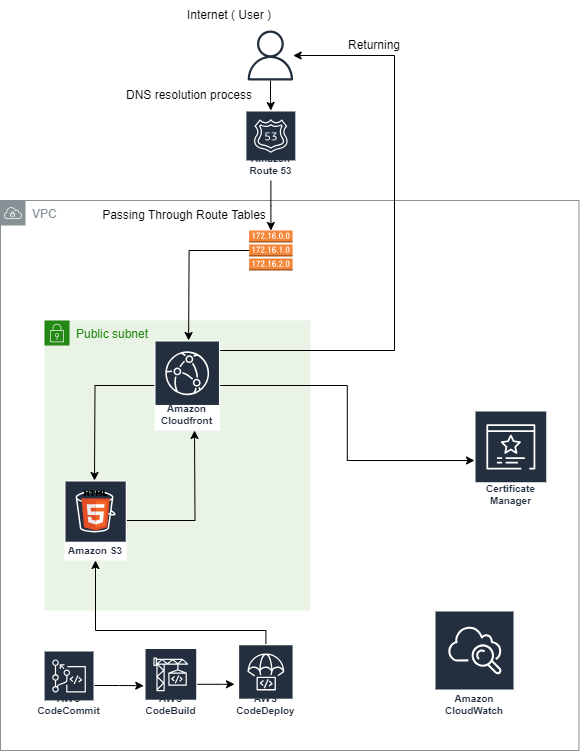 Internet ( User )
Returning
DNS resolution process
53
Amazon
Route 53
VPC
Passing Through Route Tables
172.16.0.0
172.16.1.0
172.16.2.0
Public subnet
Amazon
Cloudfront
HTML
5
Amazon S3
Certificate
Manager
AWS
CodeCommit
AWS
CodeBuild
AWS
CodeDeploy
Amazon
CloudWatch